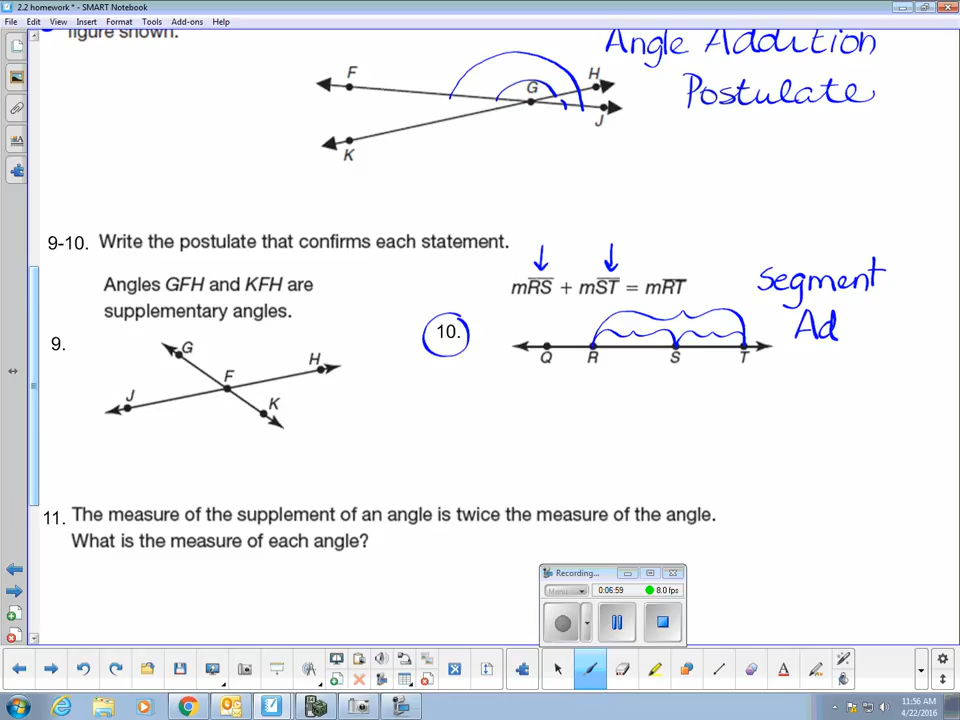 2.2 homework * - SMART Notebook
File Edit View Insert Format Tools Add-ons Help
figure shown.
Angle Addition
Postulate
F
G
H
J
K
9-10. Write the postulate that confirms each statement.
Angles GFH and KFH are
supplementary angles.
9.
G
H
F
J
K
mRS + mST = mRT
10.
Q R S T
Segment
Ad
11. The measure of the supplement of an angle is twice the measure of the angle.
What is the measure of each angle?
Recording...
Menu
0:06:59
8.0 fps
11:56 AM
4/22/2016